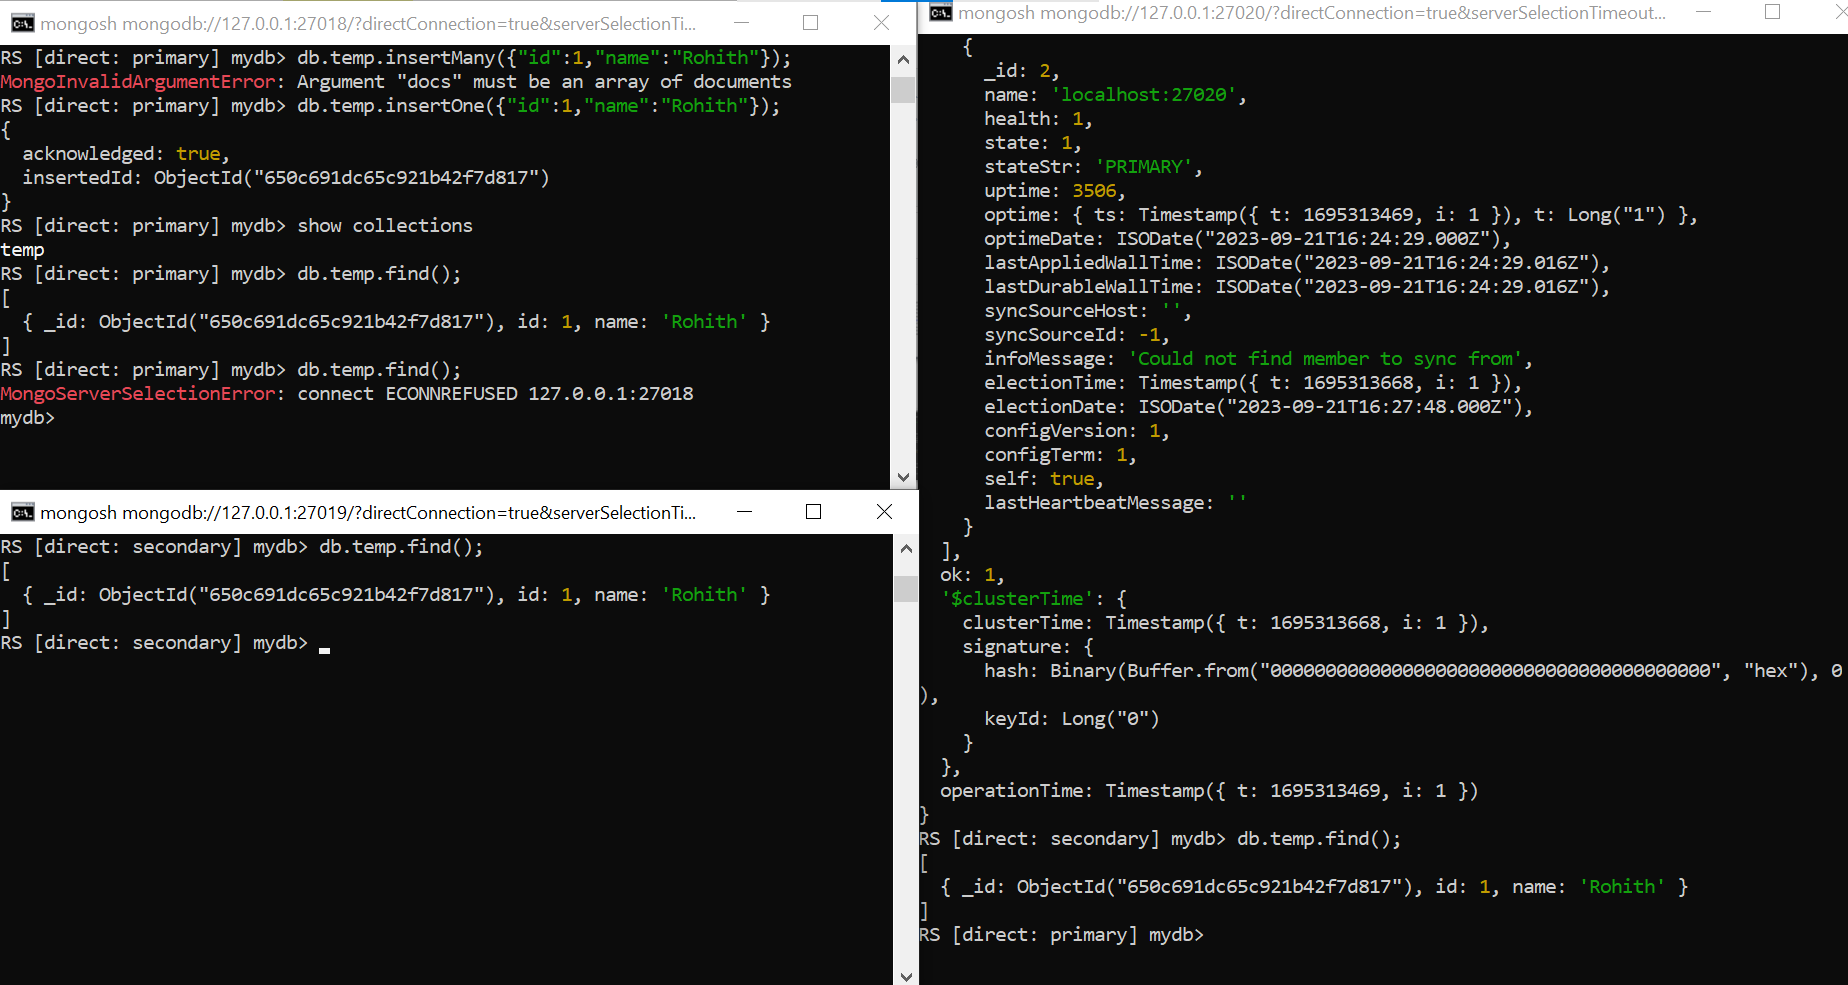 mongosh mongodb://127.0.0.1:27018/?directConnection=true&serverSelectionTi...
RS [direct: primary] mydb> db.temp.insertMany({"id":1,"name":"Rohith"});
MongoInvalidArgumentError: Argument "docs" must be an array of documents
RS [direct: primary] mydb> db.temp.insertOne({"id":1,"name":"Rohith"});
{
  acknowledged: true,
  insertedId: ObjectId("650c691dc65c921b42f7d817")
}
RS [direct: primary] mydb> show collections
temp
RS [direct: primary] mydb> db.temp.find();
[
  { _id: ObjectId("650c691dc65c921b42f7d817"), id: 1, name: 'Rohith' }
]
RS [direct: primary] mydb> db.temp.find();
MongoServerSelectionError: connect ECONNREFUSED 127.0.0.1:27018
mydb>
mongosh mongodb://127.0.0.1:27019/?directConnection=true&serverSelectionTi...
RS [direct: secondary] mydb> db.temp.find();
[
  { _id: ObjectId("650c691dc65c921b42f7d817"), id: 1, name: 'Rohith' }
]
RS [direct: secondary] mydb>
mongosh mongodb://127.0.0.1:27020/?directConnection=true&serverSelectionTimeout...
    {
      _id: 2,
      name: 'localhost:27020',
      health: 1,
      state: 1,
      stateStr: 'PRIMARY',
      uptime: 3506,
      optime: { ts: Timestamp({ t: 1695313469, i: 1 }), t: Long("1") },
      optimeDate: ISODate("2023-09-21T16:24:29.000Z"),
      lastAppliedWallTime: ISODate("2023-09-21T16:24:29.016Z"),
      lastDurableWallTime: ISODate("2023-09-21T16:24:29.016Z"),
      syncSourceHost: '',
      syncSourceId: -1,
      infoMessage: 'Could not find member to sync from',
      electionTime: Timestamp({ t: 1695313668, i: 1 }),
      electionDate: ISODate("2023-09-21T16:27:48.000Z"),
      configVersion: 1,
      configTerm: 1,
      self: true,
      lastHeartbeatMessage: ''
    }
  ],
  ok: 1,
  '$clusterTime': {
    clusterTime: Timestamp({ t: 1695313668, i: 1 }),
    signature: {
      hash: Binary(Buffer.from("0000000000000000000000000000000000000000", "hex"), 0
),
      keyId: Long("0")
    }
  },
  operationTime: Timestamp({ t: 1695313469, i: 1 })
}
RS [direct: secondary] mydb> db.temp.find();
[
  { _id: ObjectId("650c691dc65c921b42f7d817"), id: 1, name: 'Rohith' }
]
RS [direct: primary] mydb>